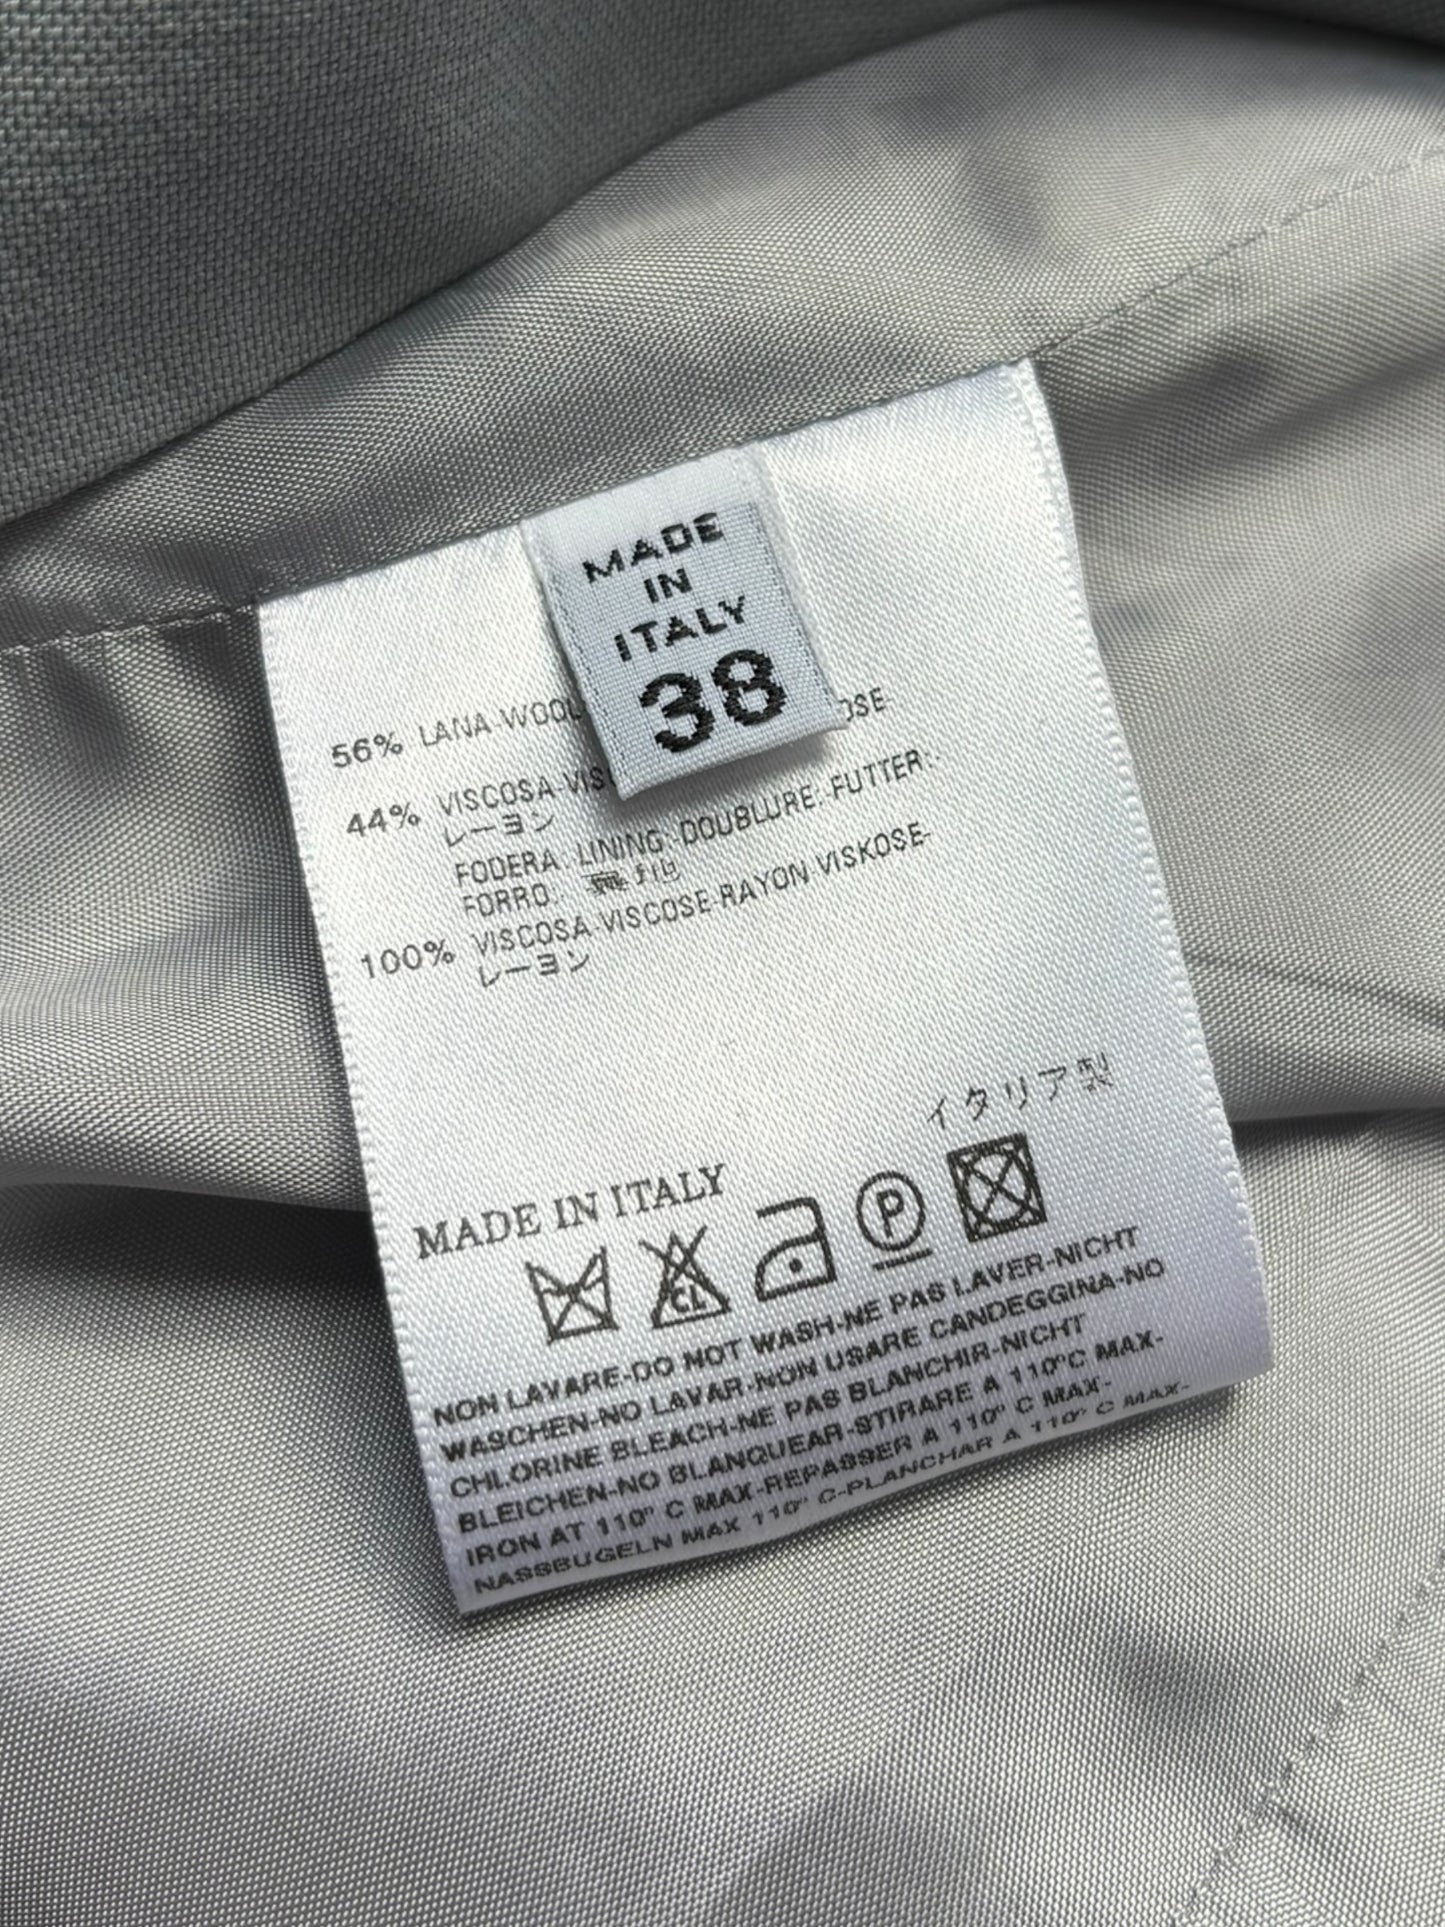 MADE
IN
ITALY
38
56% LANA-WOOL
44% VISCOSA-VIS OSE-
レーヨン
FODERA: LINING:-DOUBLURE:-FUTTER:-
FORRO:
100% VISCOSA-VISCOSE-RAYON VISKOSE-
レーヨン
イタリア製
MADE IN ITALY
CL P
NON LAVARE-DO NOT WASH-NE PAS LAVER-NICHT
WASCHEN-NO LAVAR-NON USARE CANDEGGINA-NO
CHLORINE BLEACH-NE PAS BLANCHIR-NICHT
BLEICHEN-NO BLANQUEAR-STIRARE A 110°C MAX-
IRON AT 110° C MAX-REPASSER A 110° C MAX-
NASSBUGELN MAX 110° C-PLANCHAR A 110° C MAX-